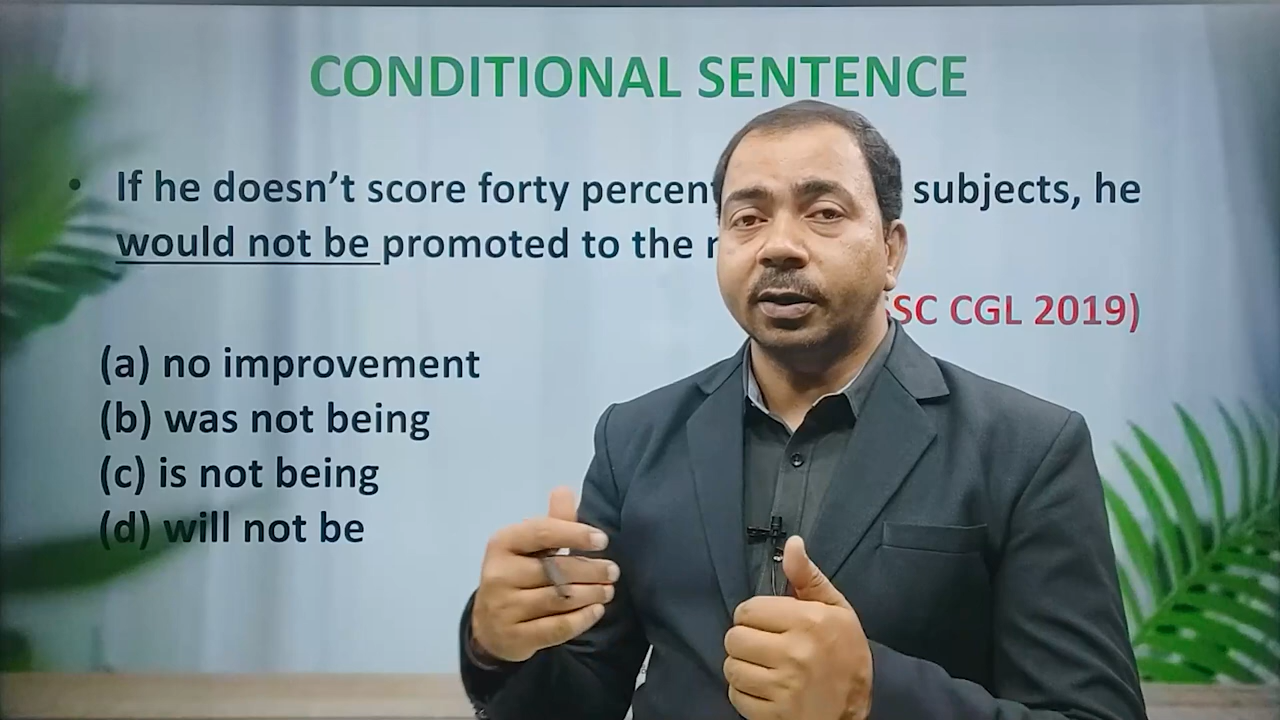 CONDITIONAL SENTENCE
• If he doesn't score forty percent subjects, he
would not be promoted to the
SC CGL 2019)
(a) no improvement
(b) was not being
(c) is not being
(d) will not be